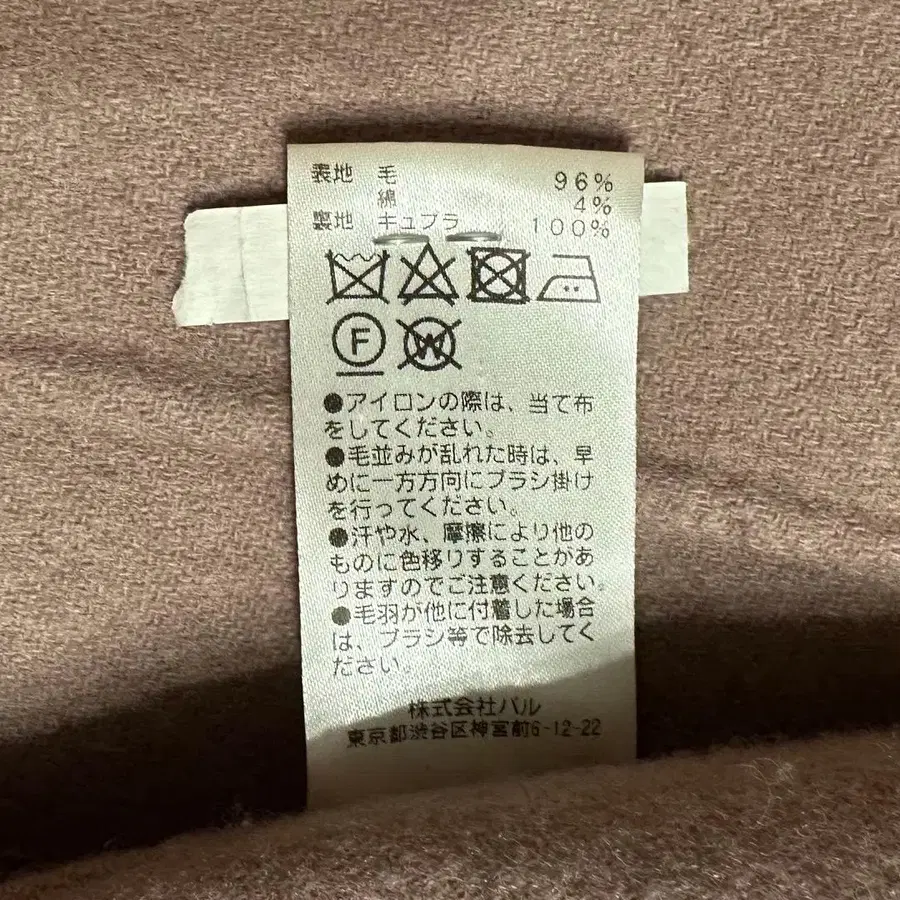 表地 毛 96%
綿 4%
裏地 キュプラ 100%
F W
●アイロンの際は、当て布
をしてください。
●毛並みが乱れた時は、早
めに一方方向にブラシ掛け
を行ってください。
●汗や水、摩擦により他の
ものに色移りすることがあ
りますのでご注意ください。
●毛羽が他に付着した場合
は、ブラシ等で除去してく
ださい。
株式会社パル
東京都渋谷区神宮前6-12-22